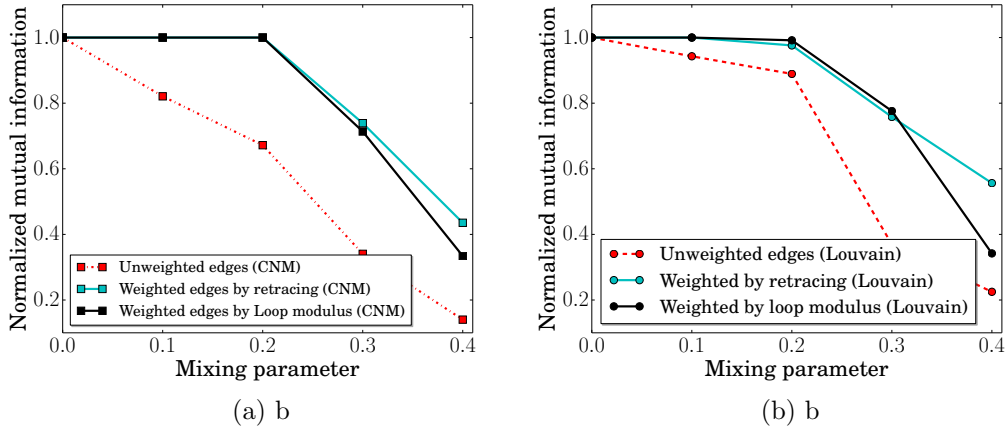 1.0
0.8
0.6
0.4
0.2
Normalized mutual information
Unweighted edges (CNM)
Weighted edges by retracing (CNM)
Weighted edges by Loop modulus (CNM)
0.0 0.1 0.2 0.3 0.4
Mixing parameter
(a) b
1.0
0.8
0.6
0.4
0.2
Normalized mutual information
Unweighted edges (Louvain)
Weighted by retracing (Louvain)
Weighted by loop modulus (Louvain)
0.0 0.1 0.2 0.3 0.4
Mixing parameter
(b) b